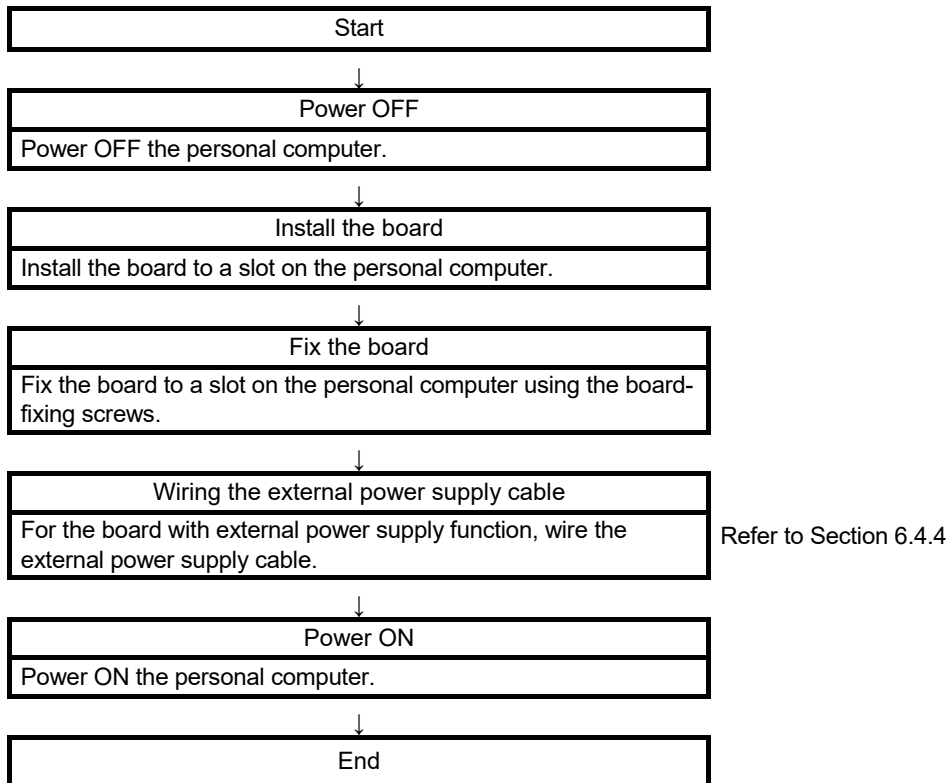 Start
↓
Power OFF
Power OFF the personal computer.
↓
Install the board
Install the board to a slot on the personal computer.
↓
Fix the board
Fix the board to a slot on the personal computer using the board-
fixing screws.
↓
Wiring the external power supply cable
For the board with external power supply function, wire the
external power supply cable.
Refer to Section 6.4.4
↓
Power ON
Power ON the personal computer.
↓
End